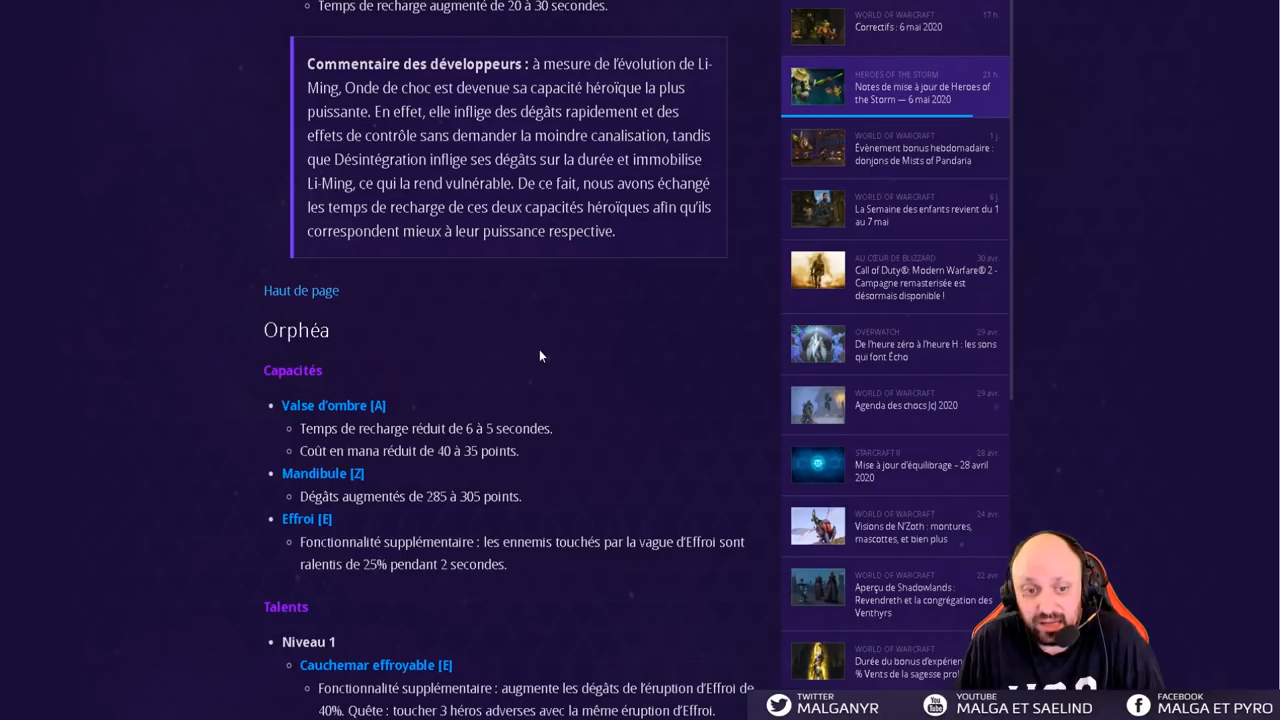 Temps de recharge augmenté de 20 à 30 secondes.
Commentaire des développeurs : à mesure de l'évolution de Li-
Ming, Onde de choc est devenue sa capacité héroïque la plus
puissante. En effet, elle inflige des dégâts rapidement et des
effets de contrôle sans demander la moindre canalisation, tandis
que Désintégration inflige ses dégâts sur la durée et immobilise
Li-Ming, ce qui la rend vulnérable. De ce fait, nous avons échangé
les temps de recharge de ces deux capacités héroïques afin qu'ils
correspondent mieux à leur puissance respective.
Haut de page
Orphéa
Capacités
Valse d'ombre [A]
Temps de recharge réduit de 6 à 5 secondes.
Coût en mana réduit de 40 à 35 points.
Mandibule [Z]
Dégâts augmentés de 285 à 305 points.
Effroi [E]
Fonctionnalité supplémentaire : les ennemis touchés par la vague d'Effroi sont
ralentis de 25% pendant 2 secondes.
Talents
Niveau 1
Cauchemar effroyable [E]
Fonctionnalité supplémentaire : augmente les dégâts de l'éruption d'Effroi de
40%. Quête : toucher 3 héros adverses avec la même éruption d'Effroi.
WORLD OF WARCRAFT 17 h
Correctifs : 6 mai 2020
HEROES OF THE STORM 21 h.
Notes de mise à jour de Heroes of
the Storm — 6 mai 2020
WORLD OF WARCRAFT 1 j
Évènement bonus hebdomadaire :
donjons de Mists of Pandaria
WORLD OF WARCRAFT 6 j
La Semaine des enfants revient du 1
au 7 mai
AU CŒUR DE BLIZZARD 30 avr.
Call of Duty®: Modern Warfare® 2 -
Campagne remasterisée est
désormais disponible !
OVERWATCH 29 avr.
De l'heure zéro à l'heure H : les sons
qui font Écho
WORLD OF WARCRAFT 29 avr.
Agenda des chocs JcJ 2020
STARCRAFT II 28 avr.
Mise à jour d'équilibrage – 28 avril
2020
WORLD OF WARCRAFT 24 avr.
Visions de N'Zoth : montures,
mascottes, et bien plus
WORLD OF WARCRAFT 22 avr.
Aperçu de Shadowlands :
Revendreth et la congrégation des
Venthyrs
WORLD OF WARCRAFT
Durée du bonus d'expérien
% Vents de la sagesse pro
TWITTER
MALGANYR
YOUTUBE
MALGA ET SAELIND
FACEBOOK
MALGA ET PYRO